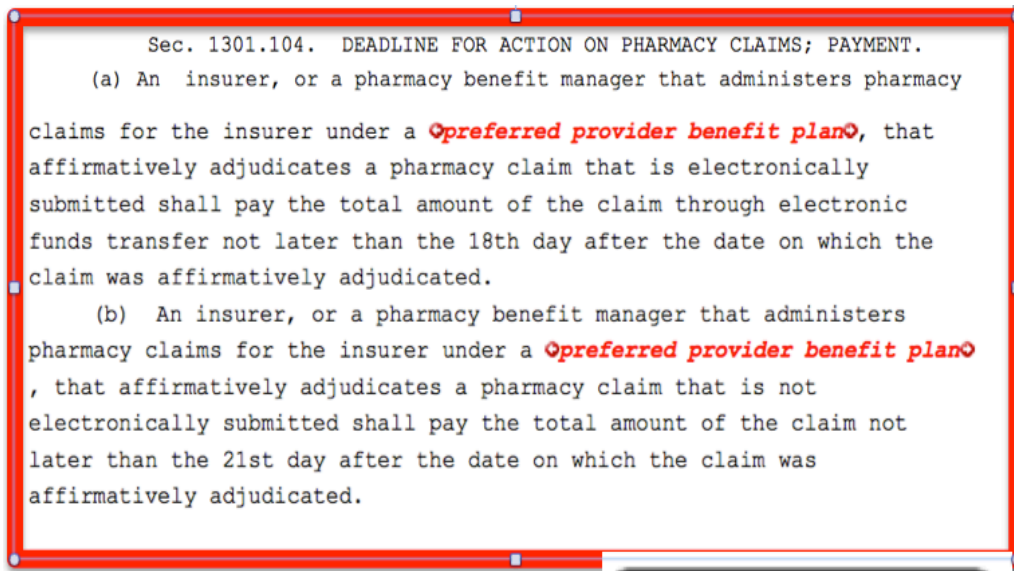 Sec. 1301.104. DEADLINE FOR ACTION ON PHARMACY CLAIMS; PAYMENT.
(a) An insurer, or a pharmacy benefit manager that administers pharmacy
claims for the insurer under a preferred provider benefit plan, that
affirmatively adjudicates a pharmacy claim that is electronically
submitted shall pay the total amount of the claim through electronic
funds transfer not later than the 18th day after the date on which the
claim was affirmatively adjudicated.
(b) An insurer, or a pharmacy benefit manager that administers
pharmacy claims for the insurer under a preferred provider benefit plan
, that affirmatively adjudicates a pharmacy claim that is not
electronically submitted shall pay the total amount of the claim not
later than the 21st day after the date on which the claim was
affirmatively adjudicated.